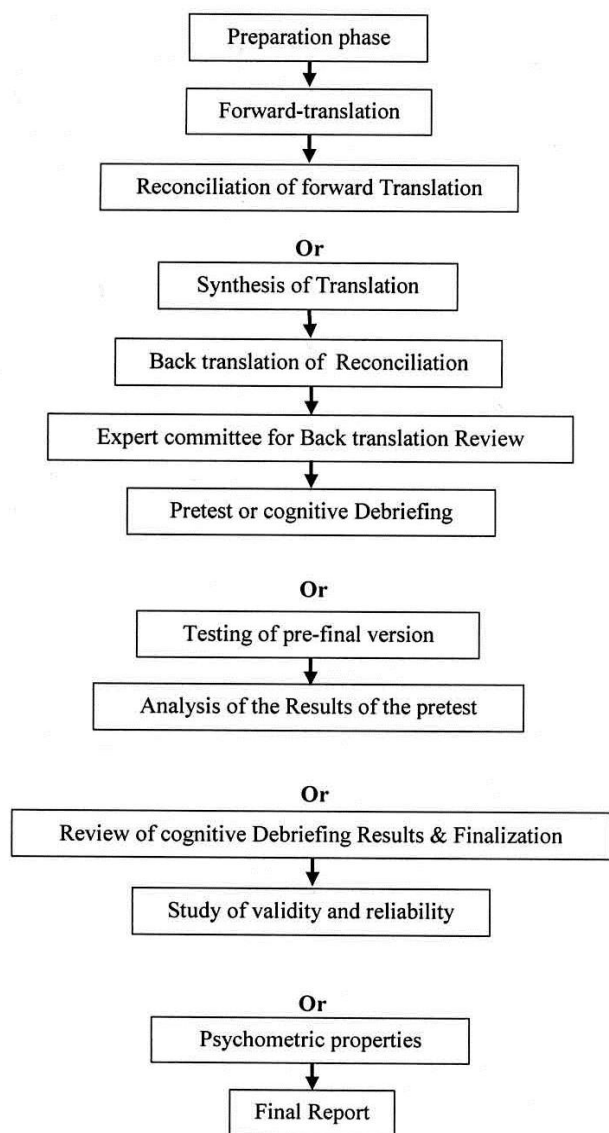 Preparation phase
Forward-translation
Reconciliation of forward Translation
Or
Synthesis of Translation
Back translation of Reconciliation
Expert committee for Back translation Review
Pretest or cognitive Debriefing
Or
Testing of pre-final version
Analysis of the Results of the pretest
Or
Review of cognitive Debriefing Results & Finalization
Study of validity and reliability
Or
Psychometric properties
Final Report